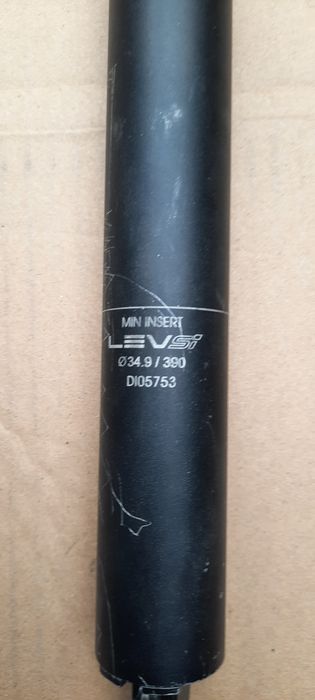 MIN INSERT
LEVSi
Ø34.9 / 390
DI05753